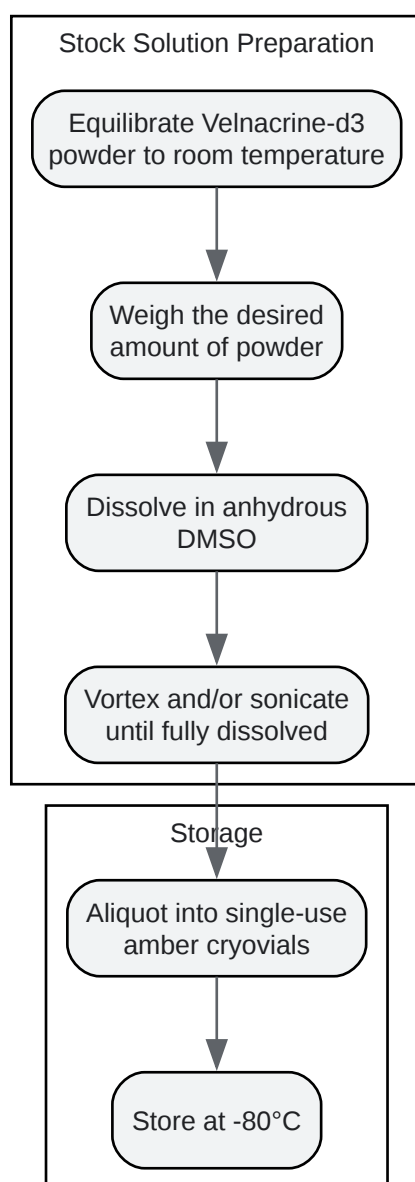 Stock Solution Preparation
Equilibrate Velnacrine-d3
powder to room temperature
Weigh the desired
amount of powder
Dissolve in anhydrous
DMSO
Vortex and/or sonicate
until fully dissolved
Storage
Aliquot into single-use
amber cryovials
Store at -80°C